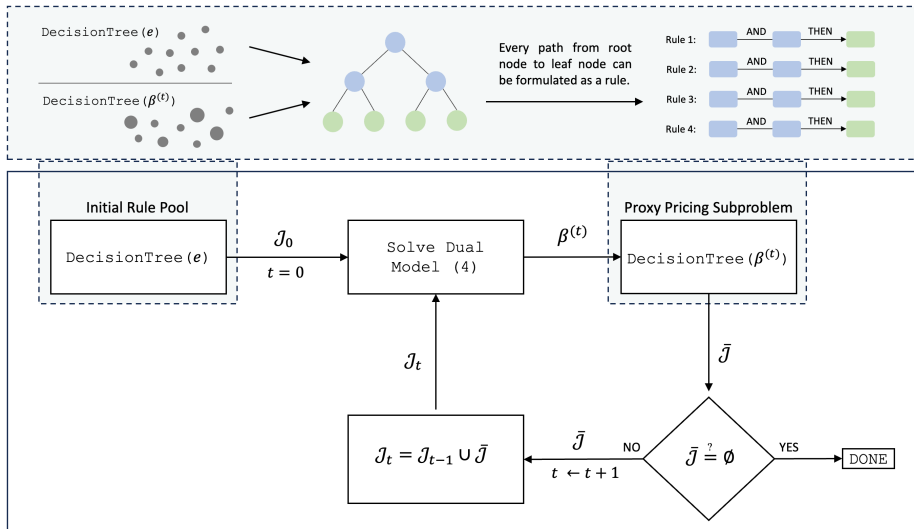 DecisionTree(e)
DecisionTree(β^(t))
Every path from root
node to leaf node can
be formulated as a rule.
Rule 1: AND THEN
Rule 2: AND THEN
Rule 3: AND THEN
Rule 4: AND THEN
Initial Rule Pool
DecisionTree(e)
𝒥₀
t = 0
Solve Dual
Model (4)
β^(t)
Proxy Pricing Subproblem
DecisionTree(β^(t))
𝒥̄
𝒥̄ ≟ ∅
YES
DONE
NO
𝒥̄
t ← t + 1
𝒥ₜ = 𝒥ₜ₋₁ ∪ 𝒥̄
𝒥ₜ